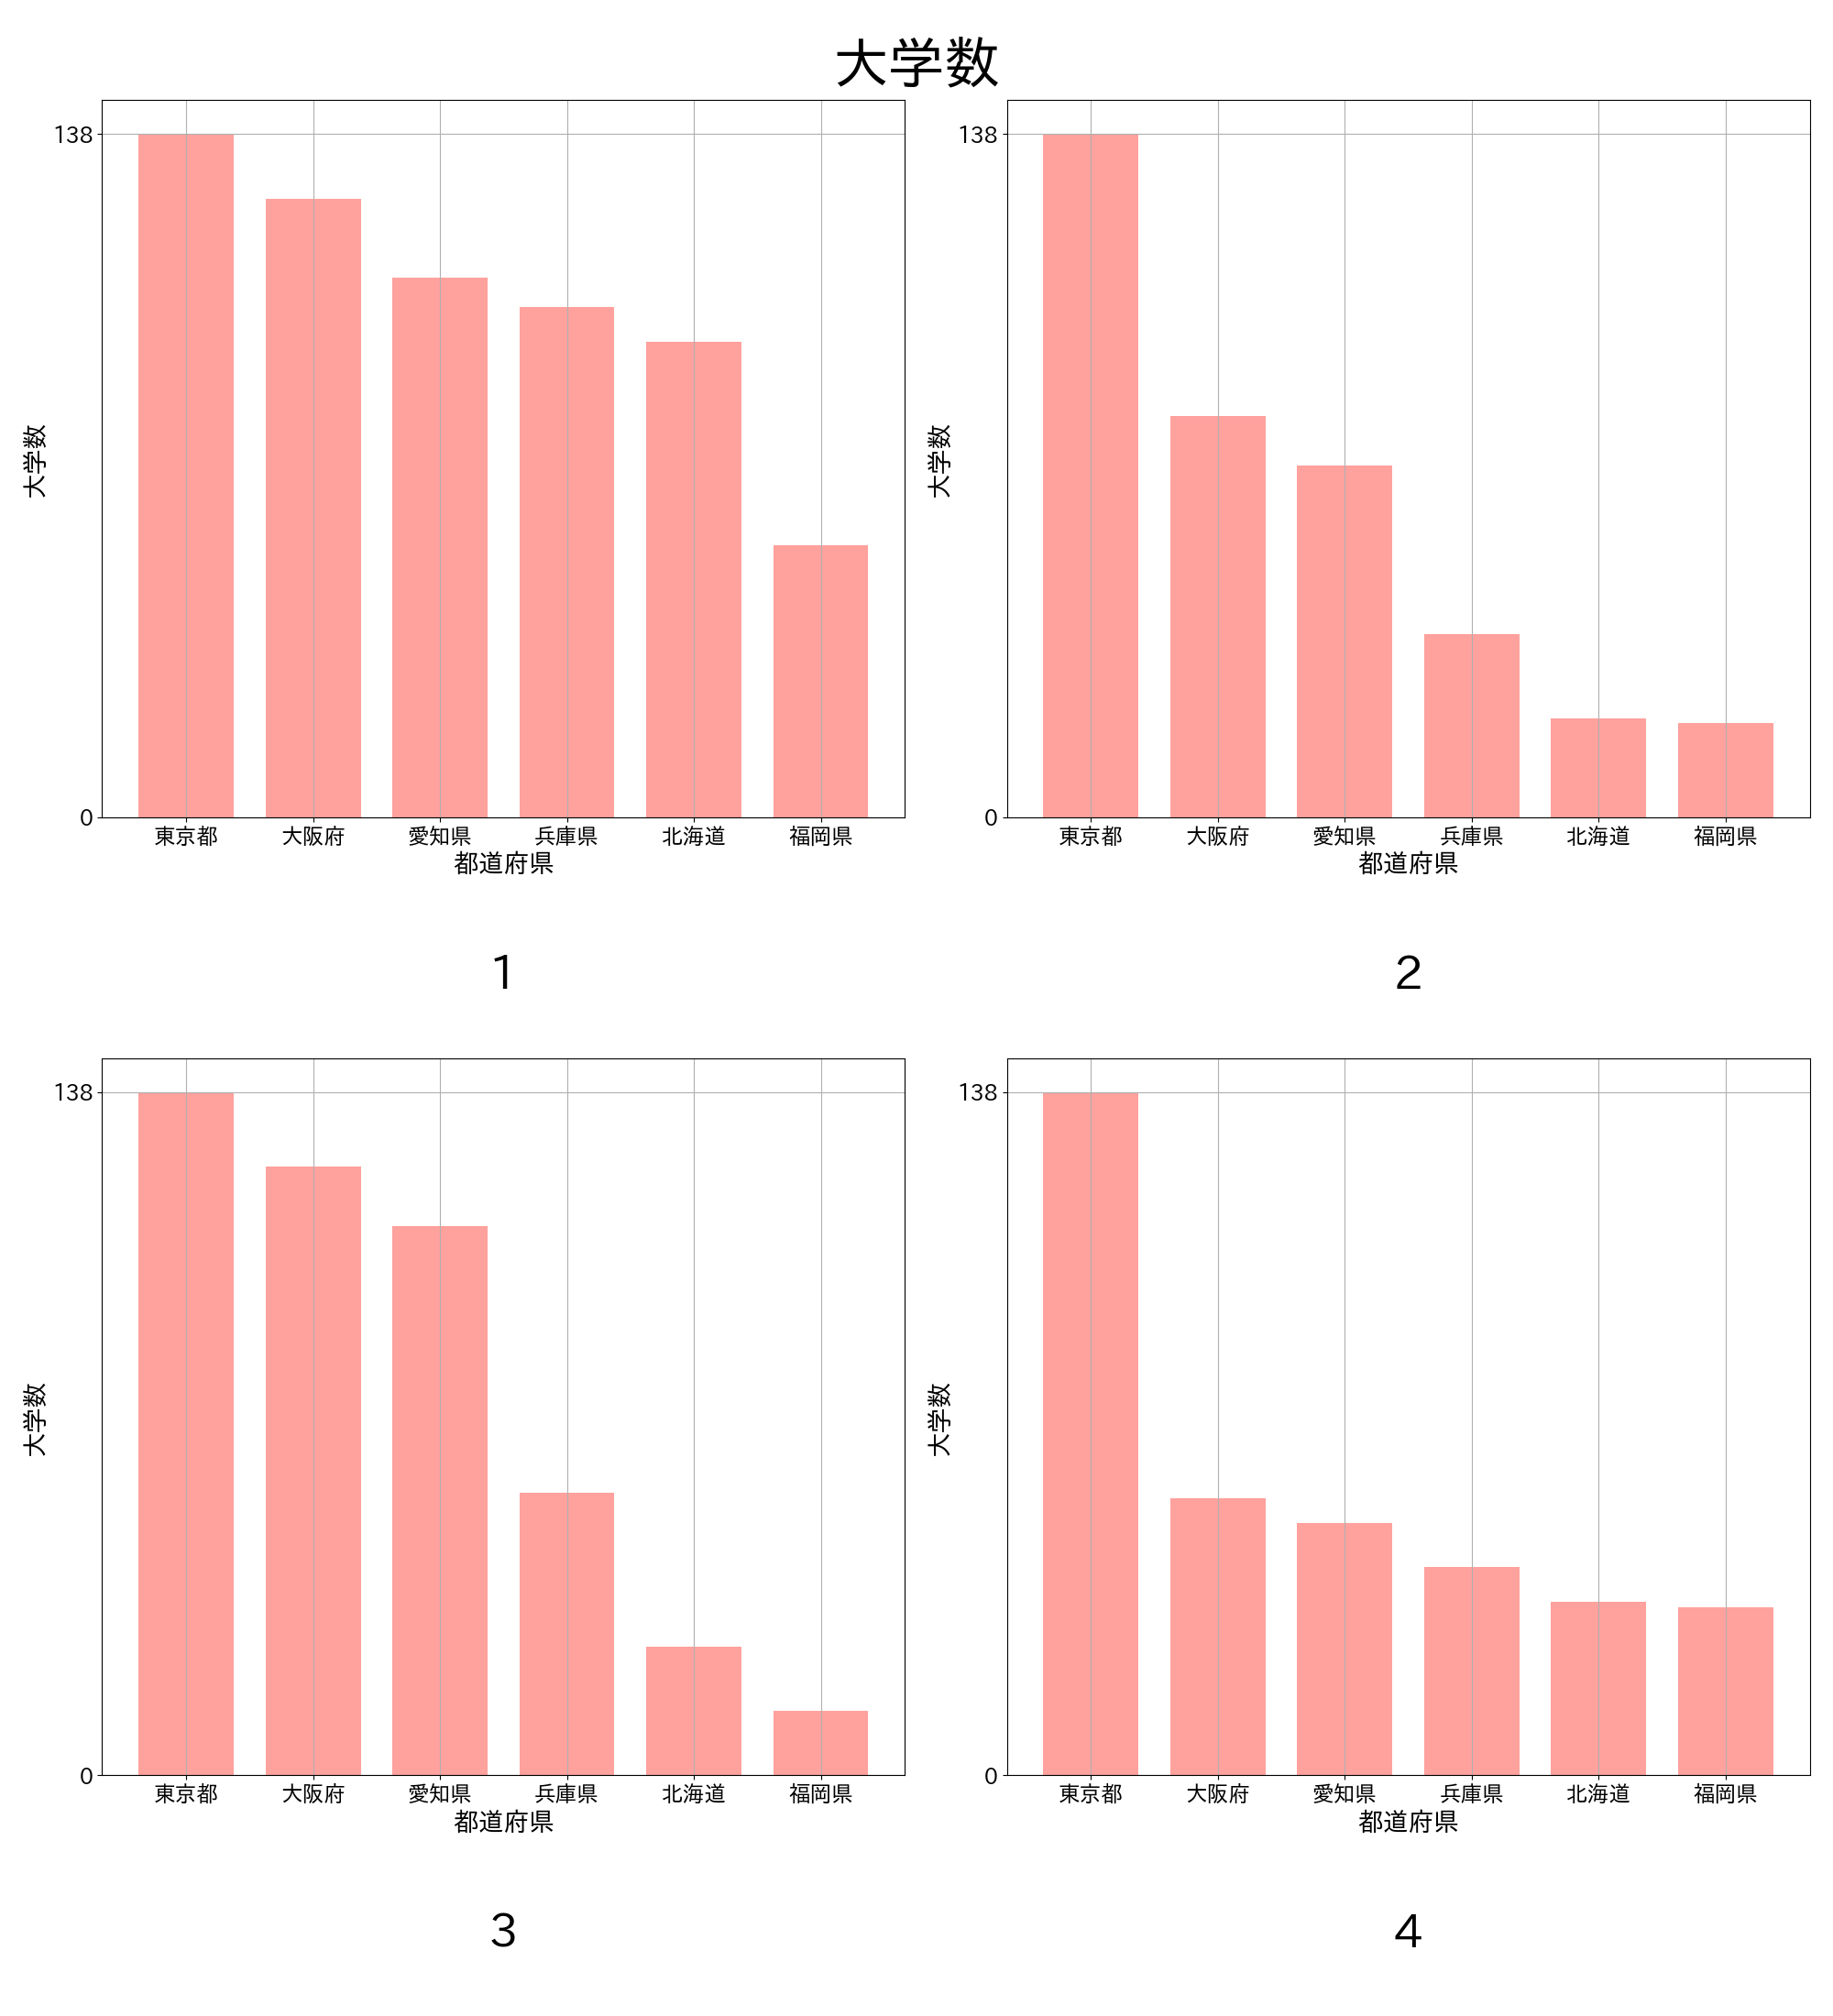 大学数
138
0
大学数
東京都 大阪府 愛知県 兵庫県 北海道 福岡県
都道府県
1
138
0
大学数
東京都 大阪府 愛知県 兵庫県 北海道 福岡県
都道府県
2
138
0
大学数
東京都 大阪府 愛知県 兵庫県 北海道 福岡県
都道府県
3
138
0
大学数
東京都 大阪府 愛知県 兵庫県 北海道 福岡県
都道府県
4